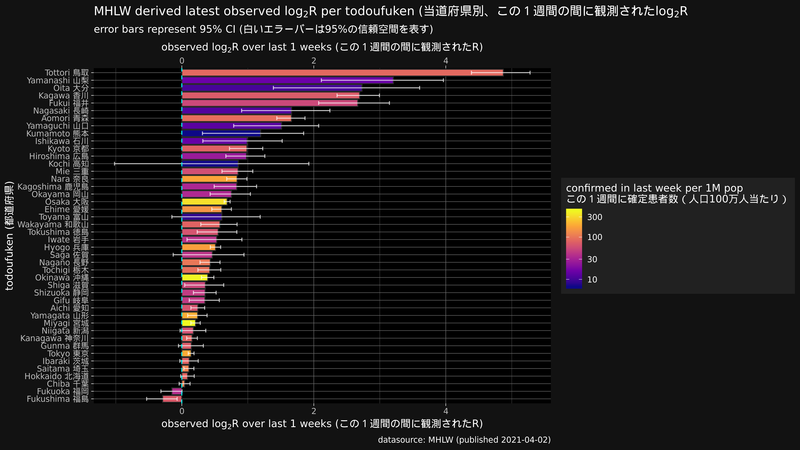 MHLW derived latest observed log₂R per todoufuken (当道府県別、この１週間の間に観測されたlog₂R
error bars represent 95% CI (白いエラーバーは95%の信頼空間を表す)
observed log₂R over last 1 weeks (この１週間の間に観測されたR)
0 2 4
todoufuken (都道府県)
Tottori 鳥取
Yamanashi 山梨
Oita 大分
Kagawa 香川
Fukui 福井
Nagasaki 長崎
Aomori 青森
Yamaguchi 山口
Kumamoto 熊本
Ishikawa 石川
Kyoto 京都
Hiroshima 広島
Kochi 高知
Mie 三重
Nara 奈良
Kagoshima 鹿児島
Okayama 岡山
Osaka 大阪
Ehime 愛媛
Toyama 富山
Wakayama 和歌山
Tokushima 徳島
Iwate 岩手
Hyogo 兵庫
Saga 佐賀
Nagano 長野
Tochigi 栃木
Okinawa 沖縄
Shiga 滋賀
Shizuoka 静岡
Gifu 岐阜
Aichi 愛知
Yamagata 山形
Miyagi 宮城
Niigata 新潟
Kanagawa 神奈川
Gunma 群馬
Tokyo 東京
Ibaraki 茨城
Saitama 埼玉
Hokkaido 北海道
Chiba 千葉
Fukuoka 福岡
Fukushima 福島
0 2 4
observed log₂R over last 1 weeks (この１週間の間に観測されたR)
datasource: MHLW (published 2021-04-02)
confirmed in last week per 1M pop
この１週間に確定患者数 ( 人口100万人当たり )
300
100
30
10